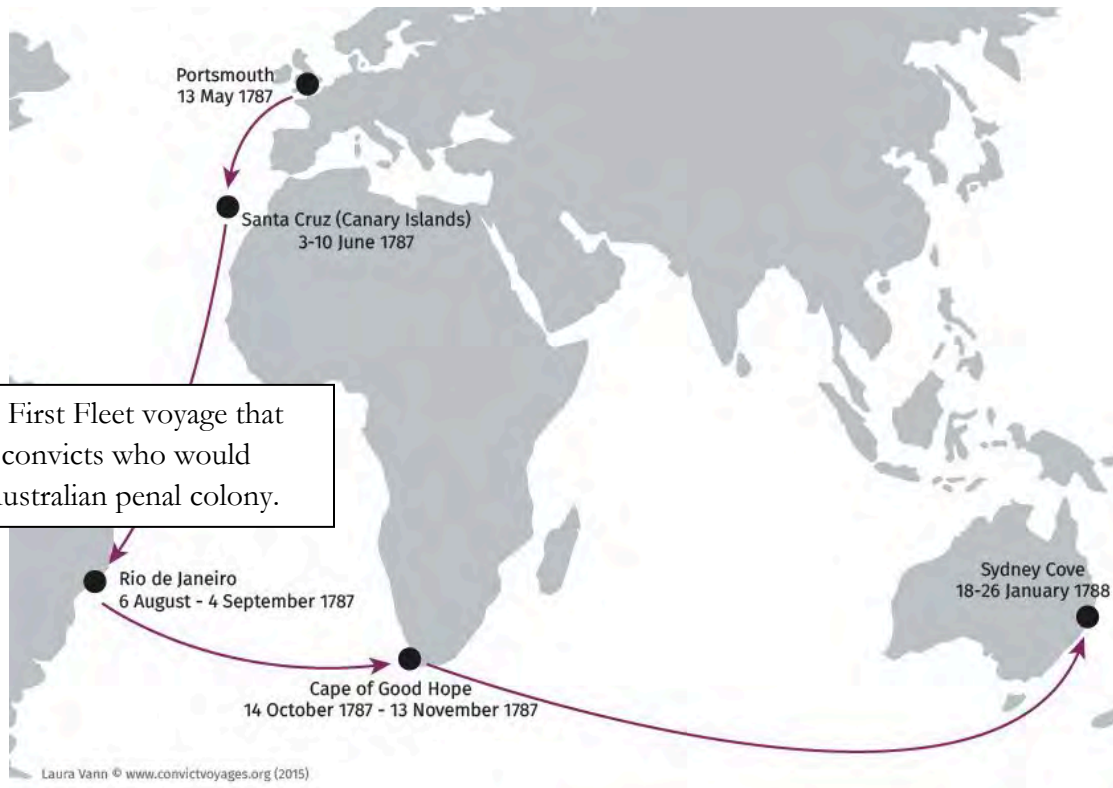 Portsmouth
13 May 1787
Santa Cruz (Canary Islands)
3-10 June 1787
First Fleet voyage that
convicts who would
ustralian penal colony.
Rio de Janeiro
6 August - 4 September 1787
Sydney Cove
18-26 January 1788
Cape of Good Hope
14 October 1787 - 13 November 1787
Laura Vann © www.convictvoyages.org (2015)